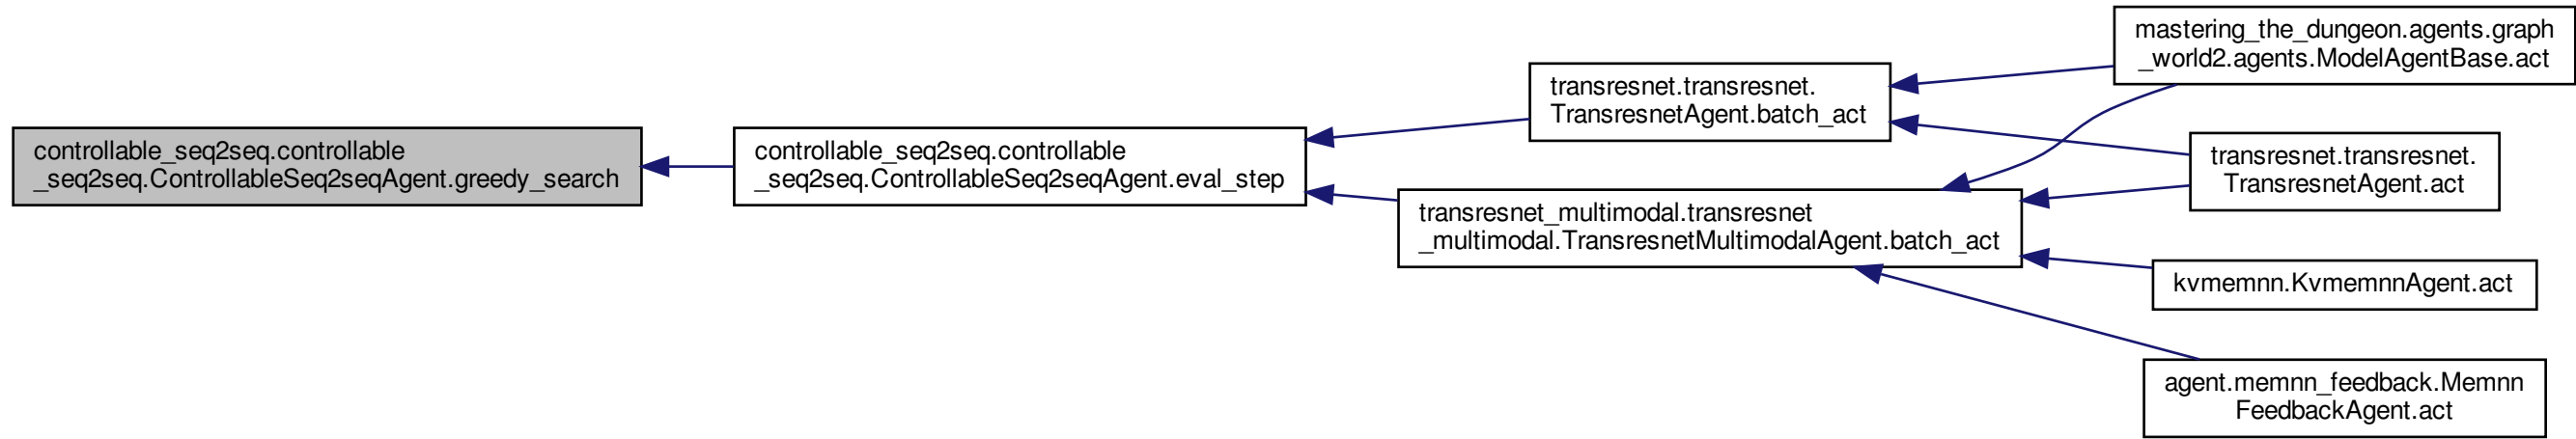 controllable_seq2seq.controllable
_seq2seq.ControllableSeq2seqAgent.greedy_search
controllable_seq2seq.controllable
_seq2seq.ControllableSeq2seqAgent.eval_step
transresnet.transresnet.
TransresnetAgent.batch_act
transresnet_multimodal.transresnet
_multimodal.TransresnetMultimodalAgent.batch_act
mastering_the_dungeon.agents.graph
_world2.agents.ModelAgentBase.act
transresnet.transresnet.
TransresnetAgent.act
kvmemnn.KvmemnnAgent.act
agent.memnn_feedback.Memnn
FeedbackAgent.act